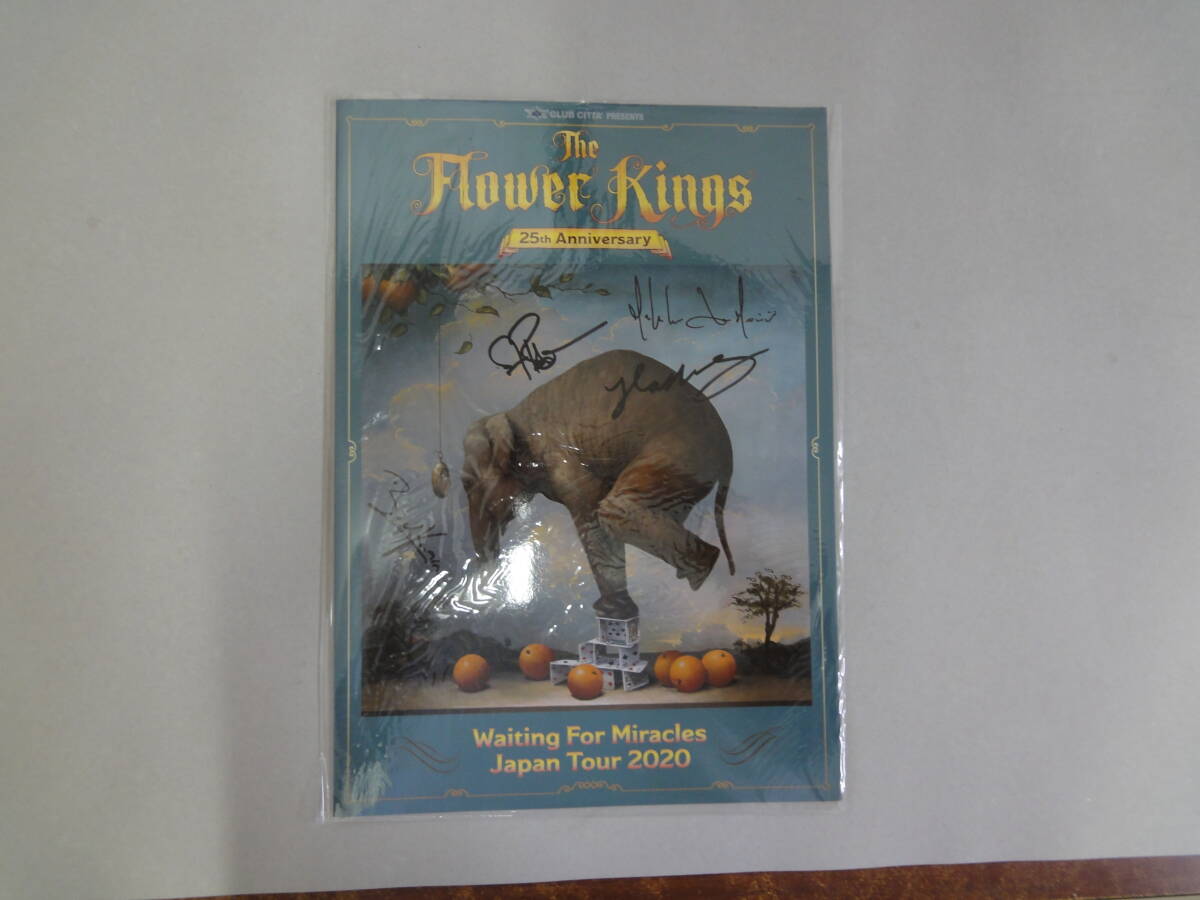 CLUB CITTA' PRESENTS
The
Flower Kings
25th Anniversary
Waiting For Miracles
Japan Tour 2020